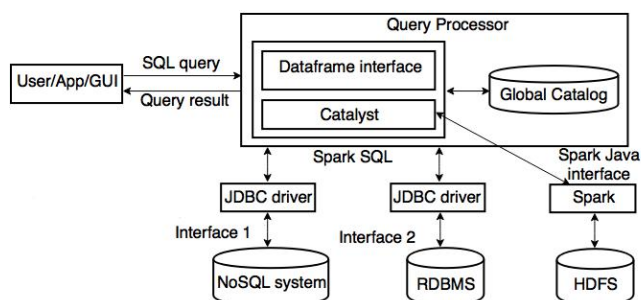 Query Processor
SQL query
User/App/GUI
Query result
Dataframe interface
Catalyst
Global Catalog
Spark SQL
Spark Java
interface
JDBC driver
JDBC driver
Spark
Interface 1
Interface 2
NoSQL system
RDBMS
HDFS